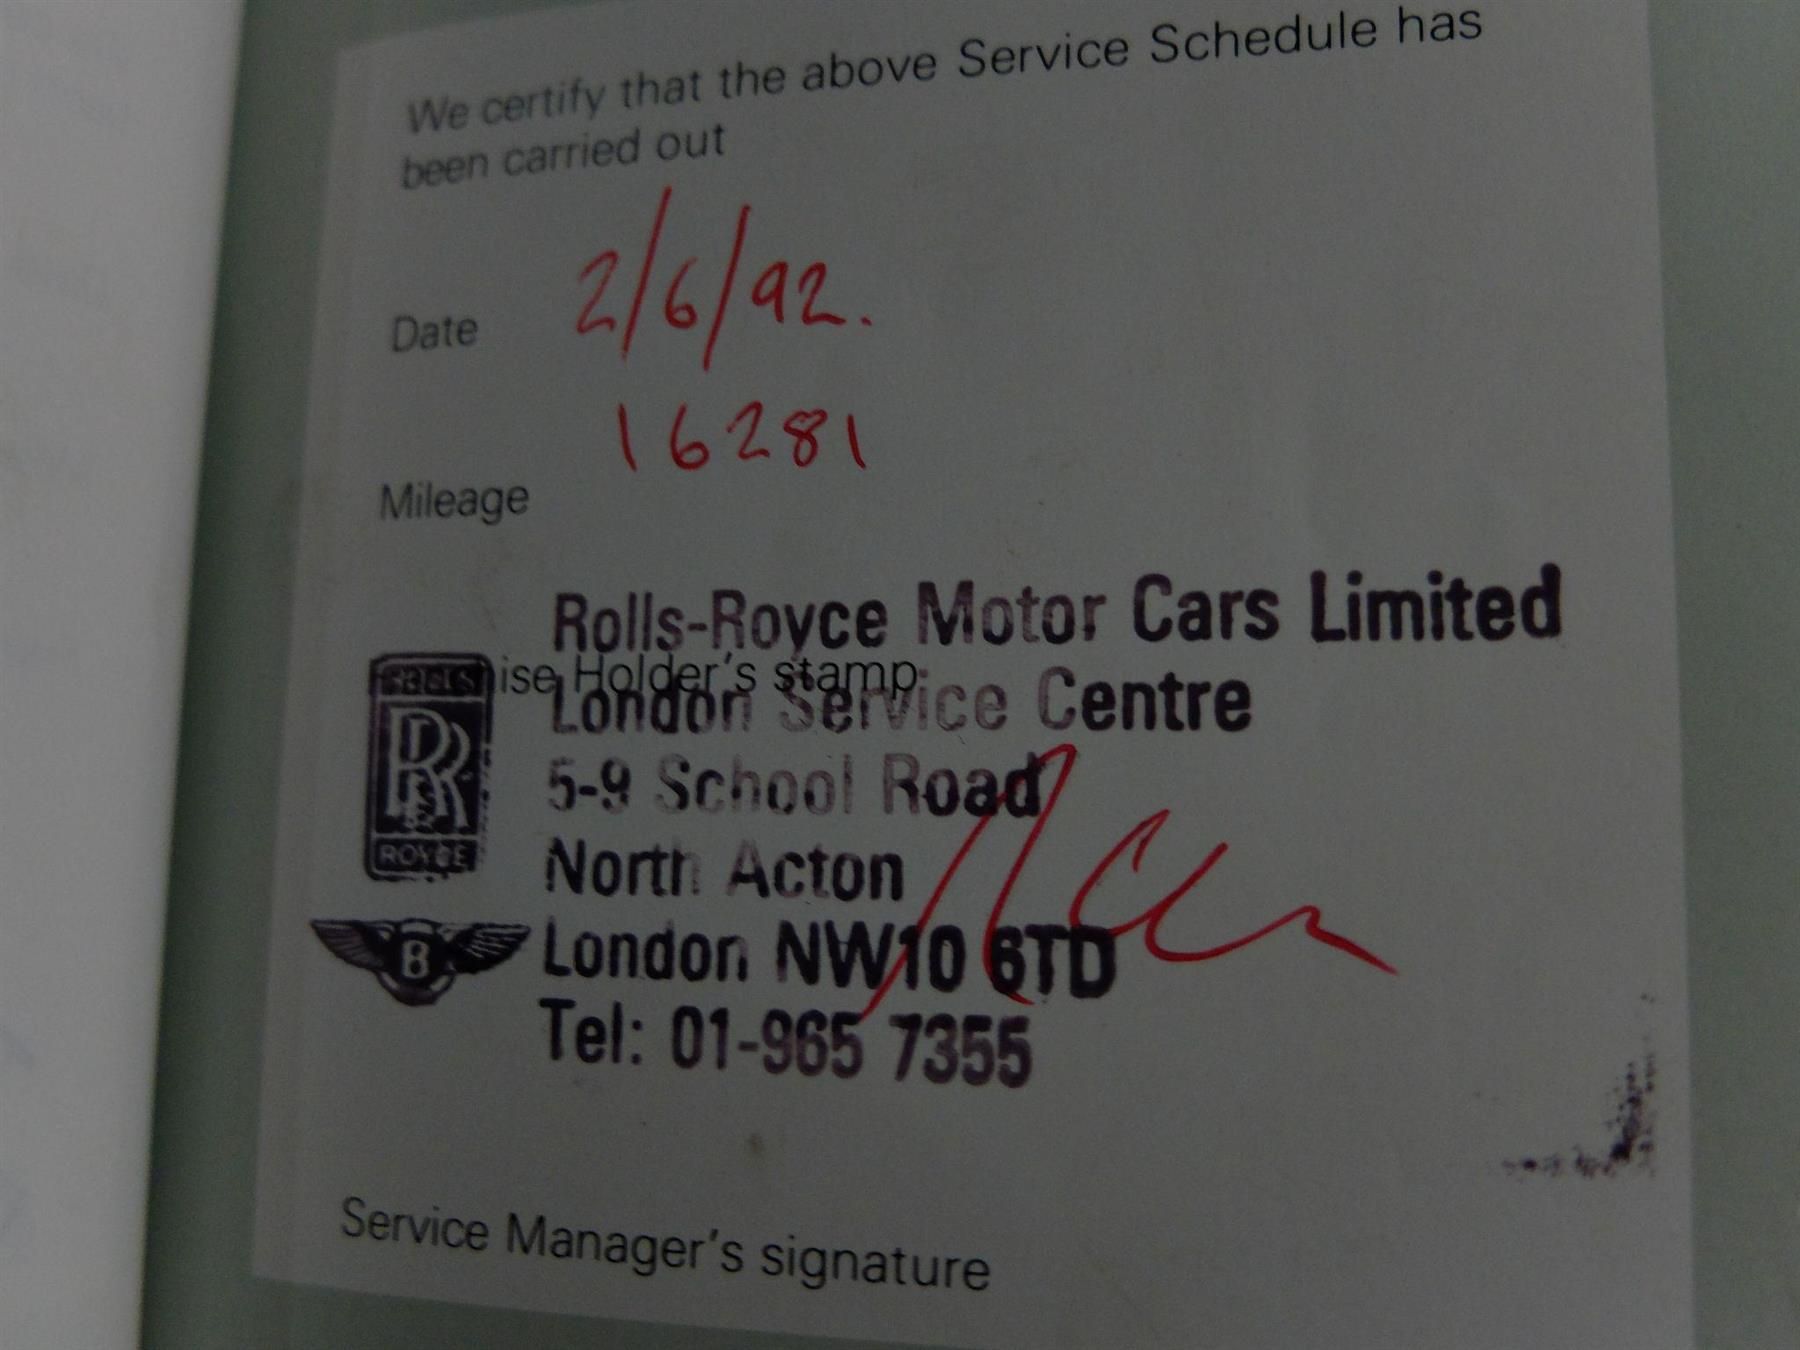 We certify that the above Service Schedule has
been carried out
Date 2/6/92.
16281
Mileage
Rolls-Royce Motor Cars Limited
Holder's stamp
London Service Centre
5-9 School Road
RR
ROYCE
North Acton
B
London NW10 6TD
Tel: 01-965 7355
Service Manager's signature